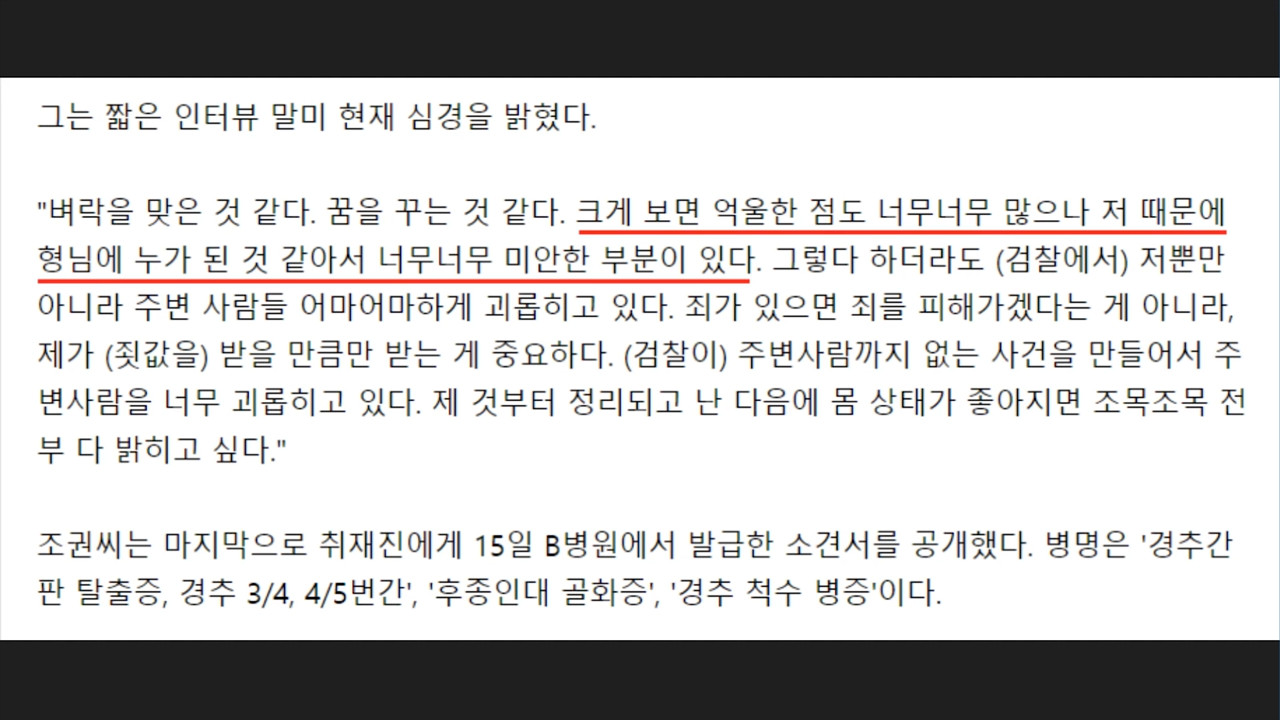 그는 짧은 인터뷰 말미 현재 심경을 밝혔다.
"벼락을 맞은 것 같다. 꿈을 꾸는 것 같다. 크게 보면 억울한 점도 너무너무 많으나 저 때문에
형님에 누가 된 것 같아서 너무너무 미안한 부분이 있다. 그렇다 하더라도 (검찰에서) 저뿐만
아니라 주변 사람들 어마어마하게 괴롭히고 있다. 죄가 있으면 죄를 피해가겠다는 게 아니라,
제가 (죗값을) 받을 만큼만 받는 게 중요하다. (검찰이) 주변사람까지 없는 사건을 만들어서 주
변사람을 너무 괴롭히고 있다. 제 것부터 정리되고 난 다음에 몸 상태가 좋아지면 조목조목 전
부 다 밝히고 싶다."
조권씨는 마지막으로 취재진에게 15일 B병원에서 발급한 소견서를 공개했다. 병명은 '경추간
판 탈출증, 경추 3/4, 4/5번간', '후종인대 골화증', '경추 척수 병증'이다.